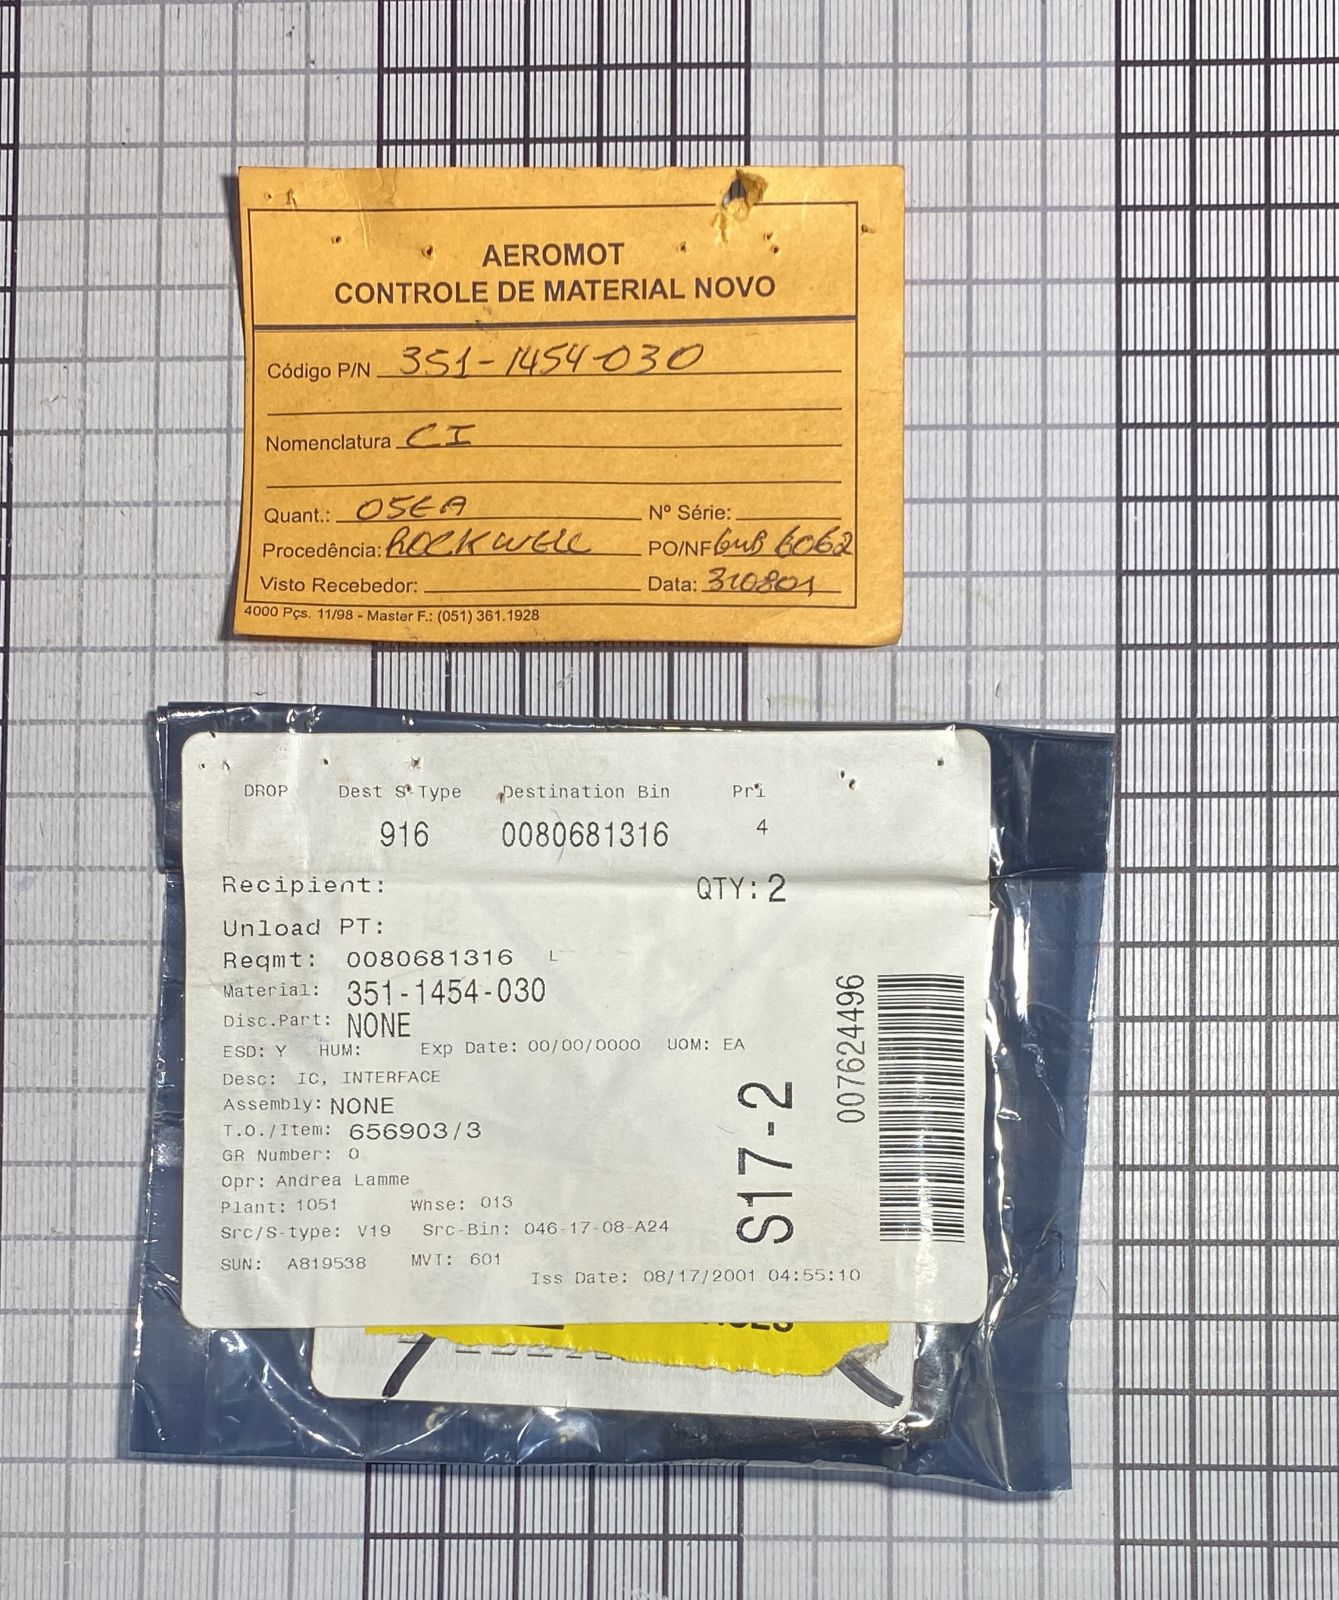 AEROMOT
CONTROLE DE MATERIAL NOVO
Código P/N 351-1454-030
Nomenclatura CI
Quant.: 05EA Nº Série:
Procedência: ROCKWELL PO/NF 6062
Visto Recebedor: Data: 310801
4000 Pçs. 11/98 - Master F.: (051) 361.1928
DROP Dest S-Type Destination Bin Pri
916 0080681316 4
Recipient: QTY: 2
Unload PT:
Reqmt: 0080681316 L
Material: 351-1454-030
Disc.Part: NONE
ESD: Y HUM: Exp Date: 00/00/0000 UOM: EA
Desc: IC, INTERFACE
Assembly: NONE
T.O./Item: 656903/3
GR Number: 0
Opr: Andrea Lamme
Plant: 1051 Whse: 013
Src/S-type: V19 Src-Bin: 046-17-08-A24
SUN: A819538 MVT: 601
Iss Date: 08/17/2001 04:55:10
S17-2
007624496